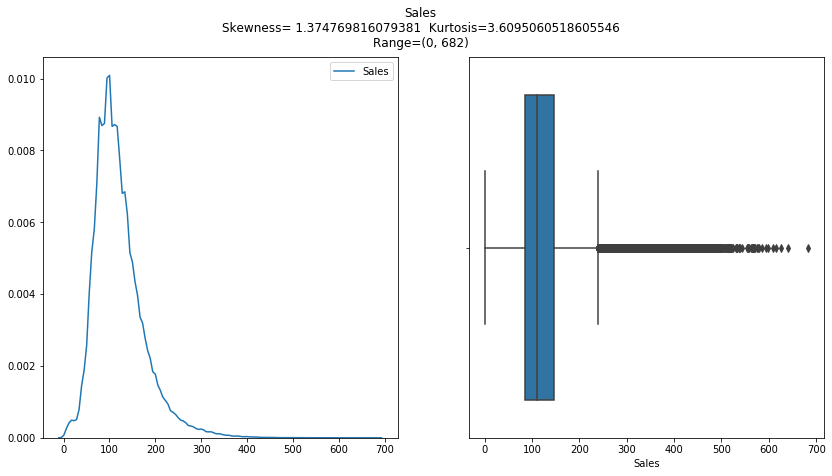 Sales
Skewness= 1.374769816079381  Kurtosis=3.6095060518605546
Range=(0, 682)
Sales
0.010
0.008
0.006
0.004
0.002
0.000
0 100 200 300 400 500 600 700
0 100 200 300 400 500 600 700
Sales